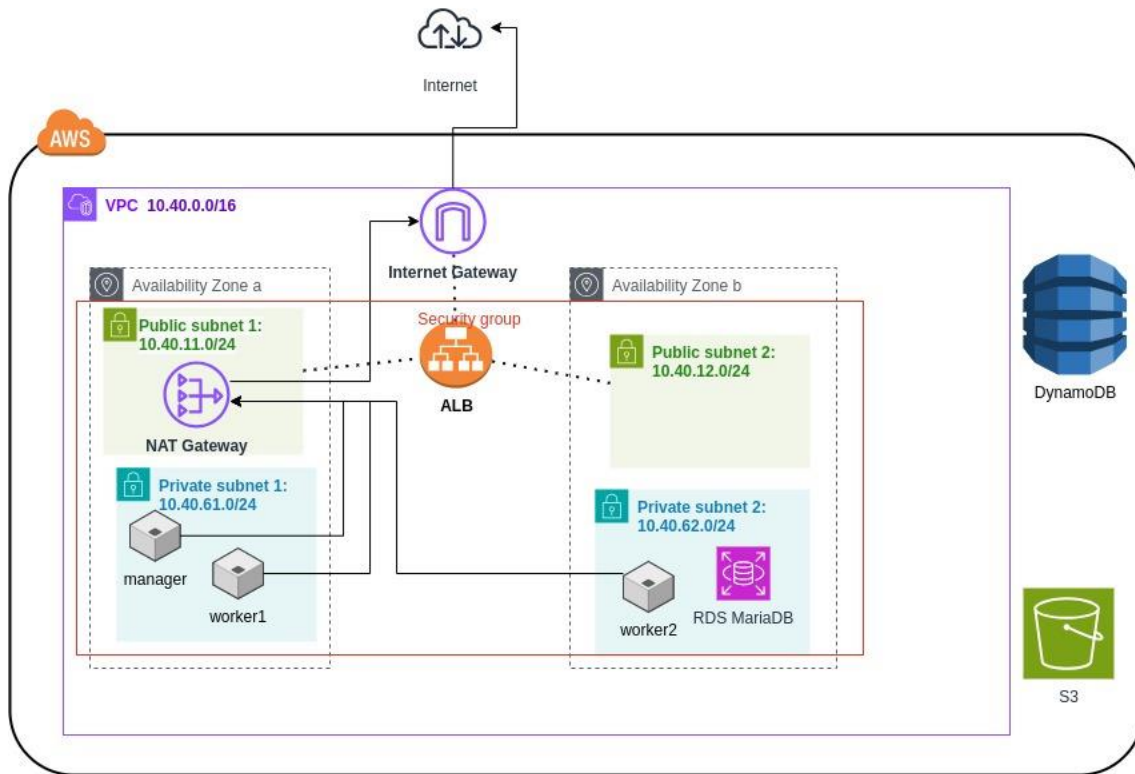 Internet
AWS
VPC 10.40.0.0/16
Internet Gateway
Availability Zone a
Availability Zone b
Security group
Public subnet 1:
10.40.11.0/24
NAT Gateway
ALB
Public subnet 2:
10.40.12.0/24
DynamoDB
Private subnet 1:
10.40.61.0/24
manager
worker1
Private subnet 2:
10.40.62.0/24
worker2
RDS MariaDB
S3